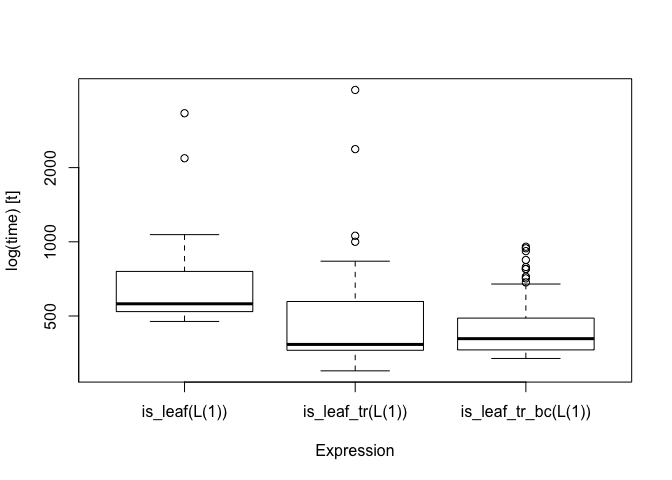 log(time) [t]
2000
1000
500
is_leaf(L(1))
is_leaf_tr(L(1))
is_leaf_tr_bc(L(1))
Expression